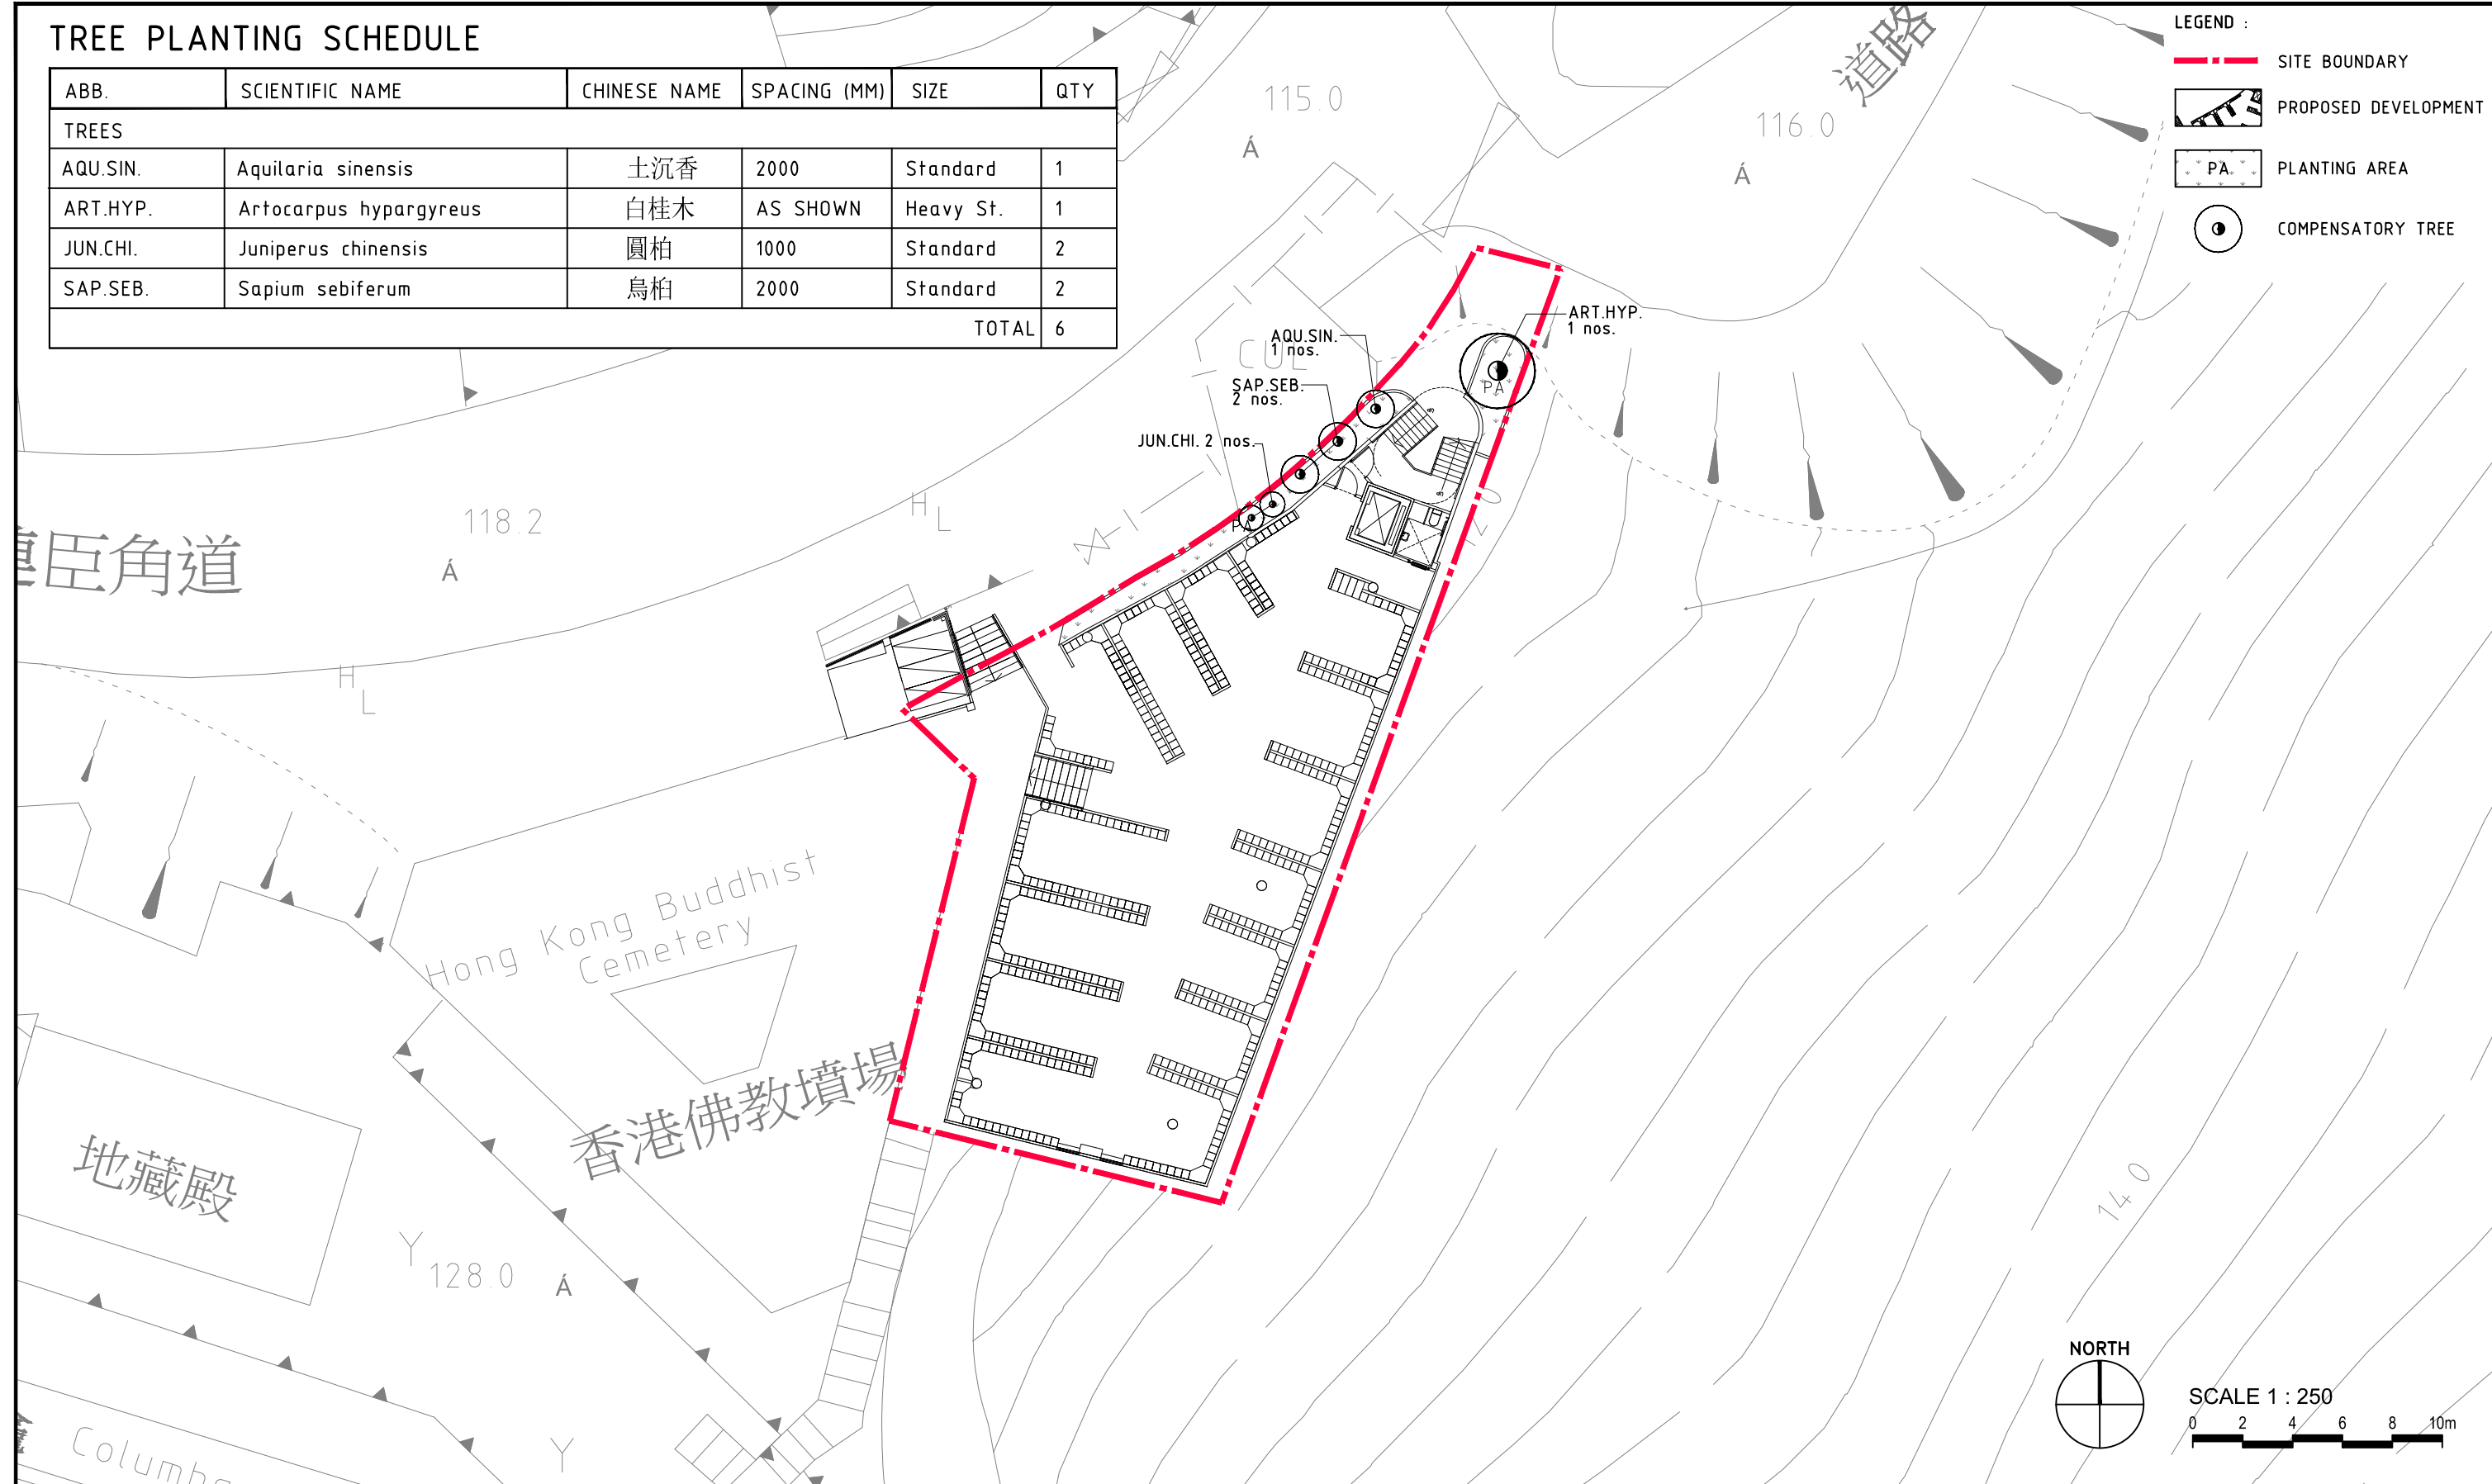 TREE PLANTING SCHEDULE
ABB. SCIENTIFIC NAME CHINESE NAME SPACING (MM) SIZE QTY
TREES
AQU.SIN. Aquilaria sinensis 土沉香 2000 Standard 1
ART.HYP. Artocarpus hypargyreus 白桂木 AS SHOWN Heavy St. 1
JUN.CHI. Juniperus chinensis 圓柏 1000 Standard 2
SAP.SEB. Sapium sebiferum 烏桕 2000 Standard 2
TOTAL 6
LEGEND :
SITE BOUNDARY
PROPOSED DEVELOPMENT
PA. PLANTING AREA
COMPENSATORY TREE
道路
115.0
Á
116.0
Á
ART.HYP.
1 nos.
AQU.SIN.
1 nos.
CUL
SAP.SEB.
2 nos.
JUN.CHI. 2 nos.
PA
PA
118.2
Á
H
L
臣角道
H
L
Hong Kong Buddhist
Cemetery
香港佛教墳場
地藏殿
Y
128.0
Á
Y
140
NORTH
SCALE 1 : 250
0 2 4 6 8 10m